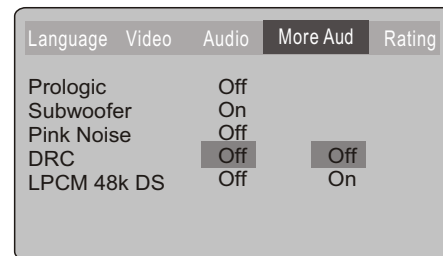 Language Video Audio More Aud Rating
Prologic Off
Subwoofer On
Pink Noise Off
DRC Off Off
LPCM 48k DS Off On